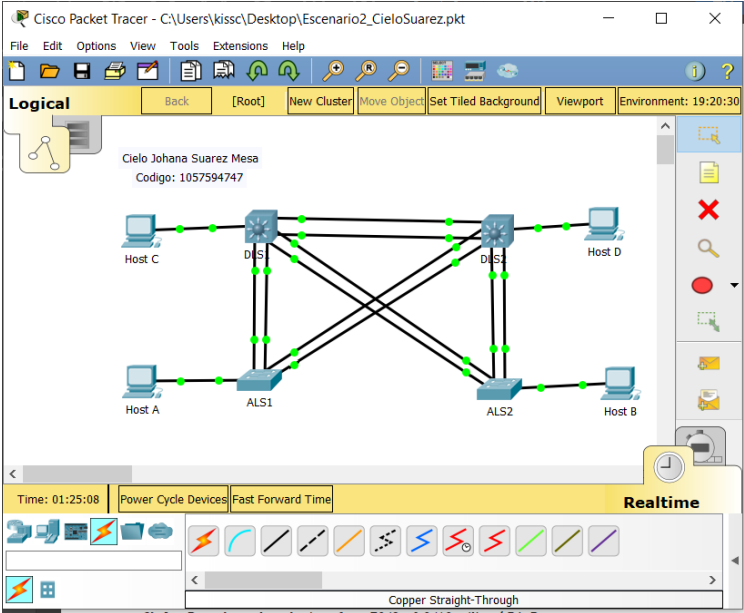 Cisco Packet Tracer - C:\Users\kissc\Desktop\Escenario2_CieloSuarez.pkt
File Edit Options View Tools Extensions Help
Logical Back [Root] New Cluster Move Object Set Tiled Background Viewport Environment: 19:20:30
Cielo Johana Suarez Mesa
Codigo: 1057594747
Host C DLS1 DLS2 Host D
Host A ALS1 ALS2 Host B
Time: 01:25:08 Power Cycle Devices Fast Forward Time Realtime
Copper Straight-Through